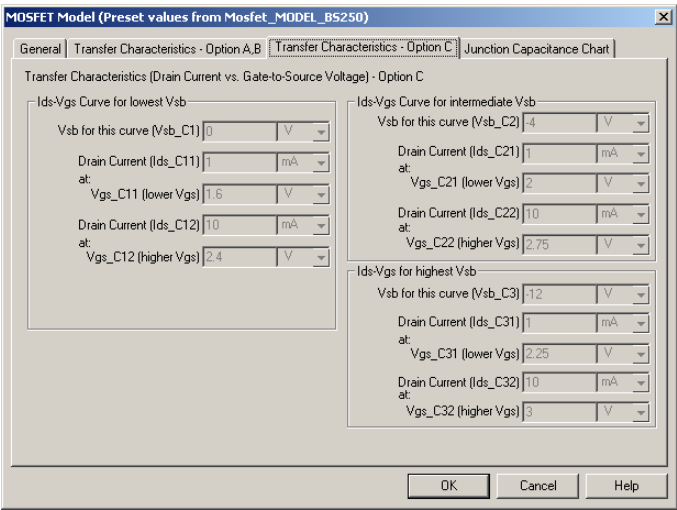 MOSFET Model (Preset values from Mosfet_MODEL_BS250)
General
Transfer Characteristics - Option A,B
Transfer Characteristics - Option C
Junction Capacitance Chart
Transfer Characteristics (Drain Current vs. Gate-to-Source Voltage) - Option C
Ids-Vgs Curve for lowest Vsb
Vsb for this curve (Vsb_C1) 0 V
Drain Current (Ids_C11) 1 mA
at:
Vgs_C11 (lower Vgs) 1.6 V
Drain Current (Ids_C12) 10 mA
at:
Vgs_C12 (higher Vgs) 2.4 V
Ids-Vgs Curve for intermediate Vsb
Vsb for this curve (Vsb_C2) -4 V
Drain Current (Ids_C21) 1 mA
at:
Vgs_C21 (lower Vgs) 2 V
Drain Current (Ids_C22) 10 mA
at:
Vgs_C22 (higher Vgs) 2.75 V
Ids-Vgs for highest Vsb
Vsb for this curve (Vsb_C3) -12 V
Drain Current (Ids_C31) 1 mA
at:
Vgs_C31 (lower Vgs) 2.25 V
Drain Current (Ids_C32) 10 mA
at:
Vgs_C32 (higher Vgs) 3 V
OK
Cancel
Help